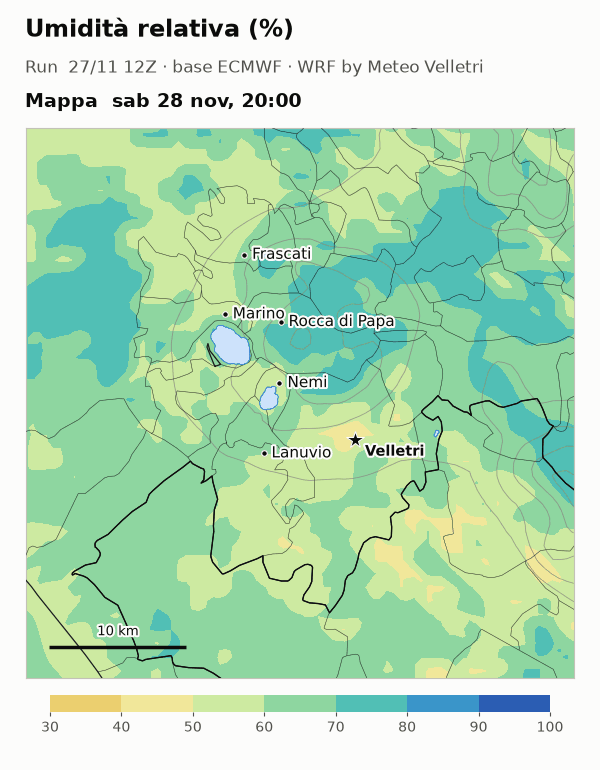 Umidità relativa (%)
Run  27/11 12Z · base ECMWF · WRF by Meteo Velletri
Mappa  sab 28 nov, 20:00
Frascati
Marino
Rocca di Papa
Nemi
Velletri
Lanuvio
10 km
30 40 50 60 70 80 90 100